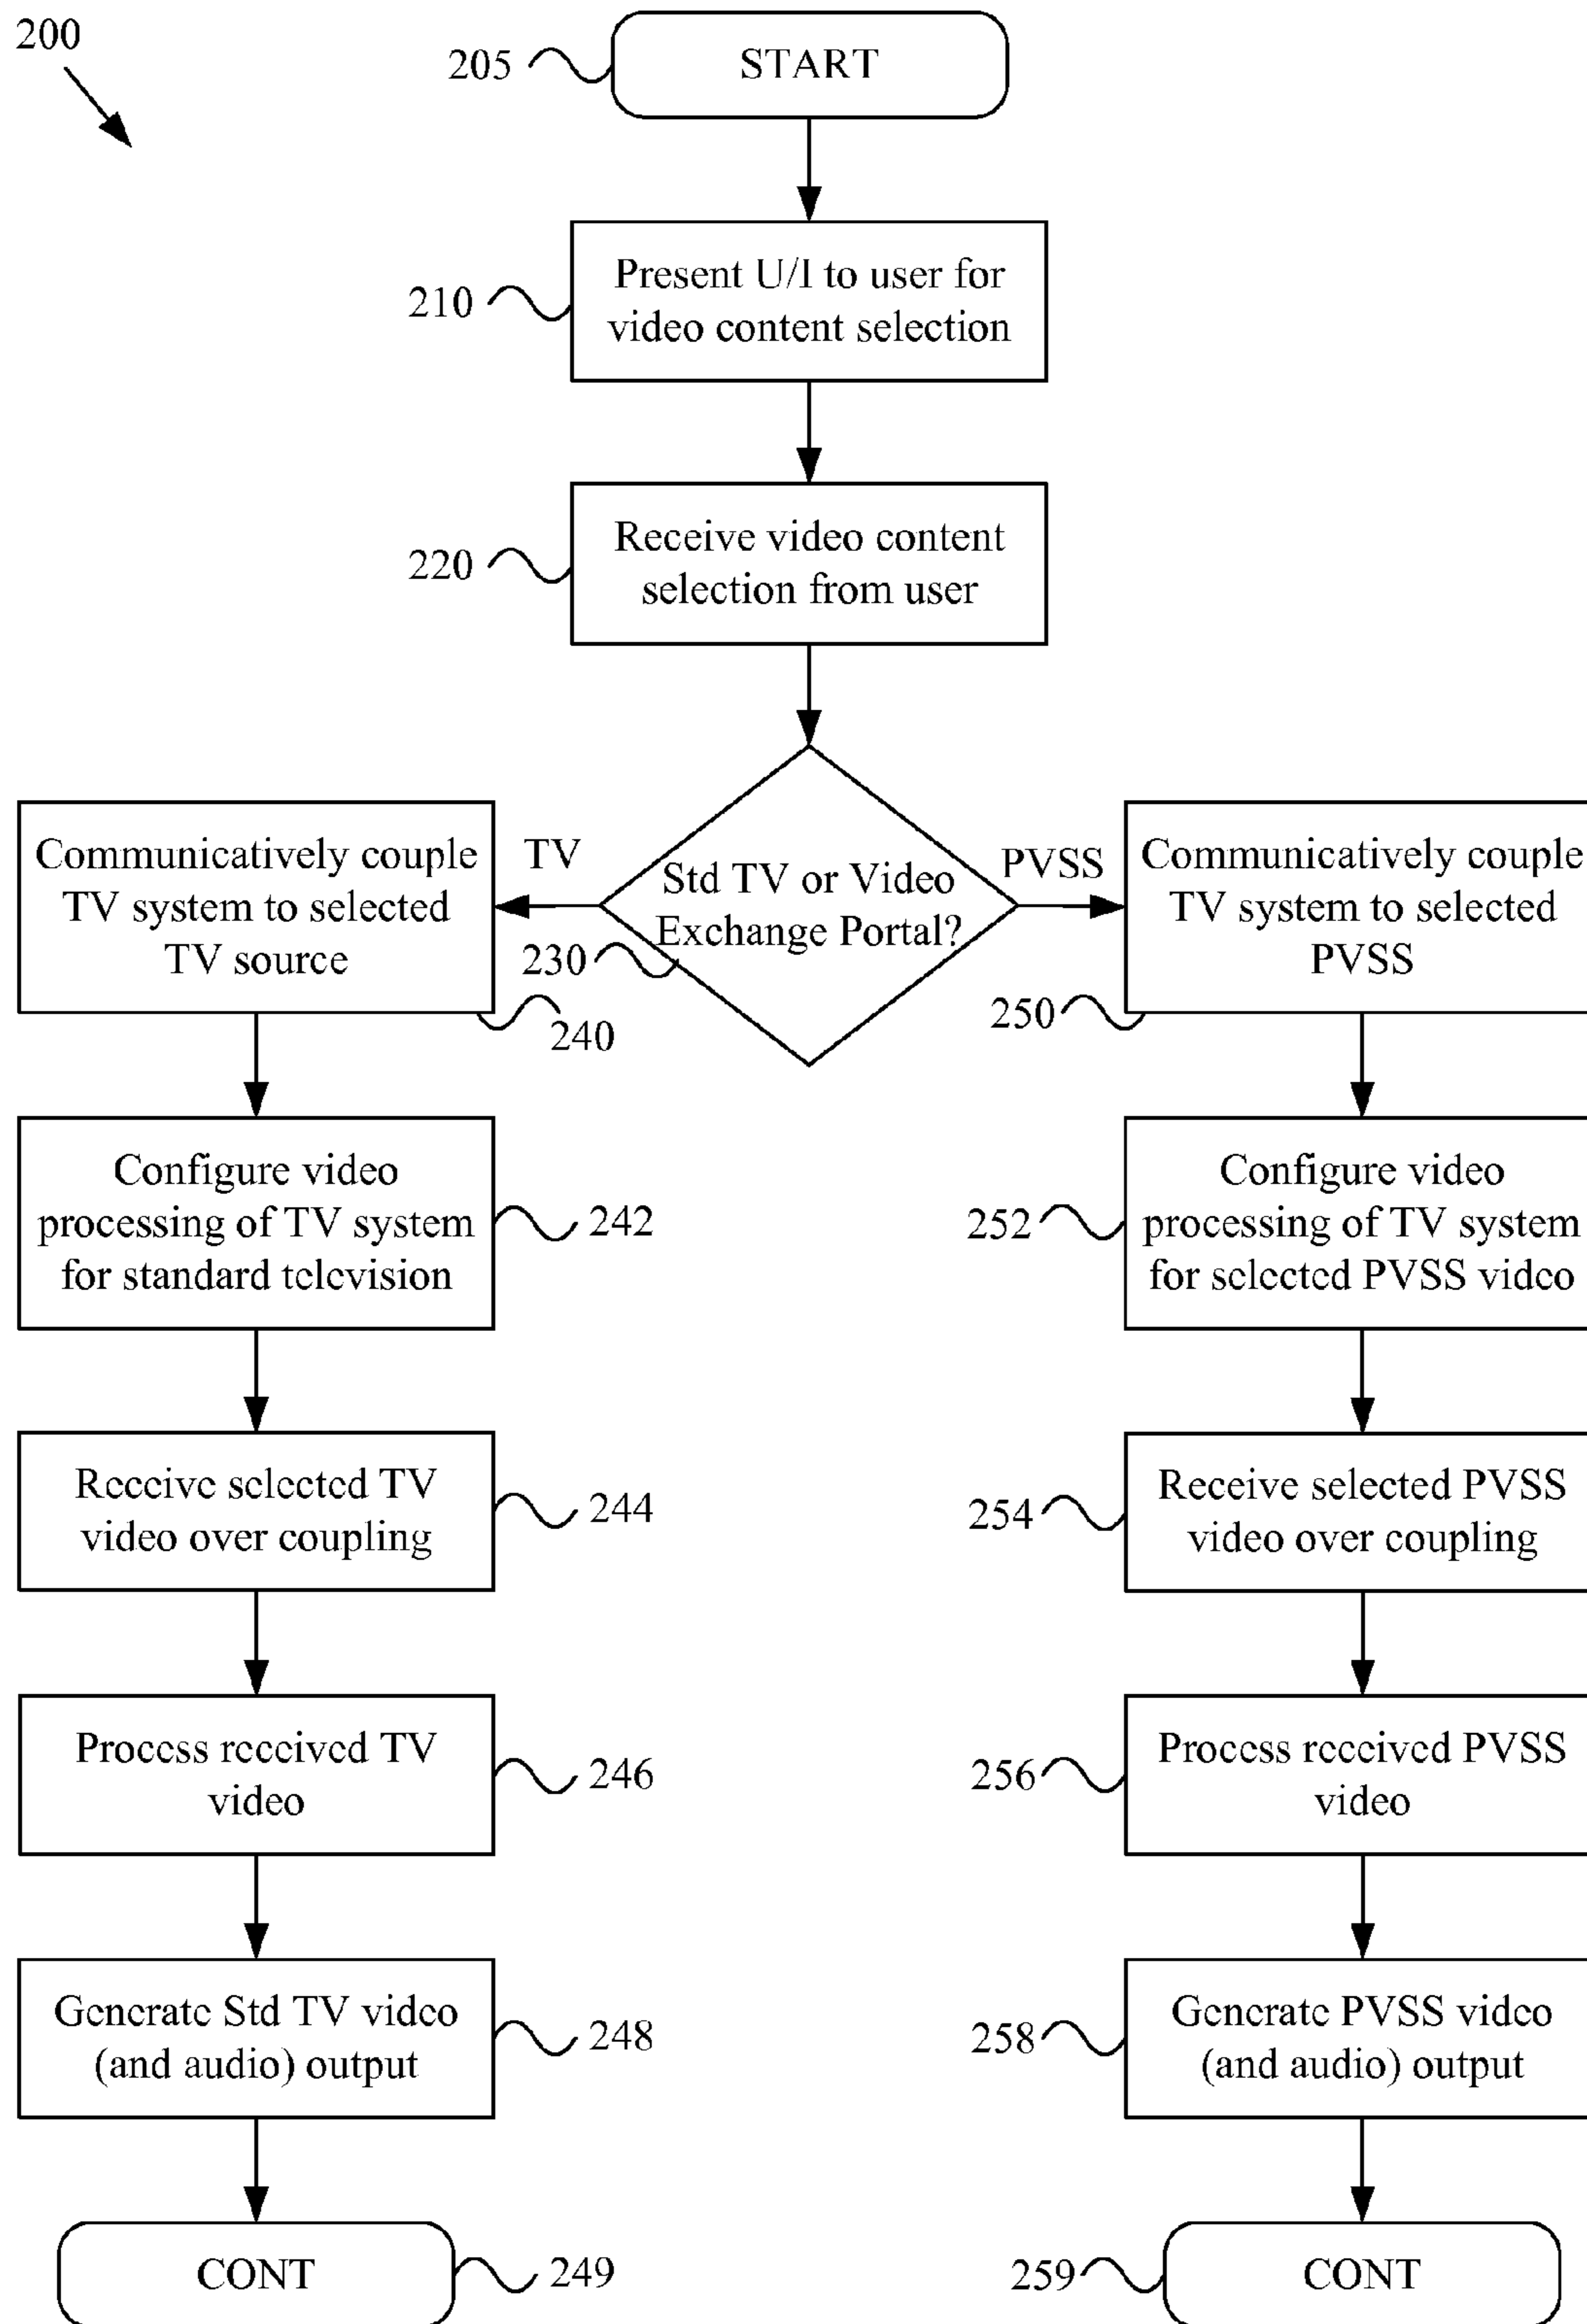 200
205
START
210
Present U/I to user for
video content selection
220
Receive video content
selection from user
230
Std TV or Video
Exchange Portal?
TV
PVSS
Communicatively couple
TV system to selected
TV source
240
Configure video
processing of TV system
for standard television
242
Receive selected TV
video over coupling
244
Process received TV
video
246
Generate Std TV video
(and audio) output
248
CONT
249
Communicatively couple
TV system to selected
PVSS
250
Configure video
processing of TV system
for selected PVSS video
252
Receive selected PVSS
video over coupling
254
Process received PVSS
video
256
Generate PVSS video
(and audio) output
258
CONT
259